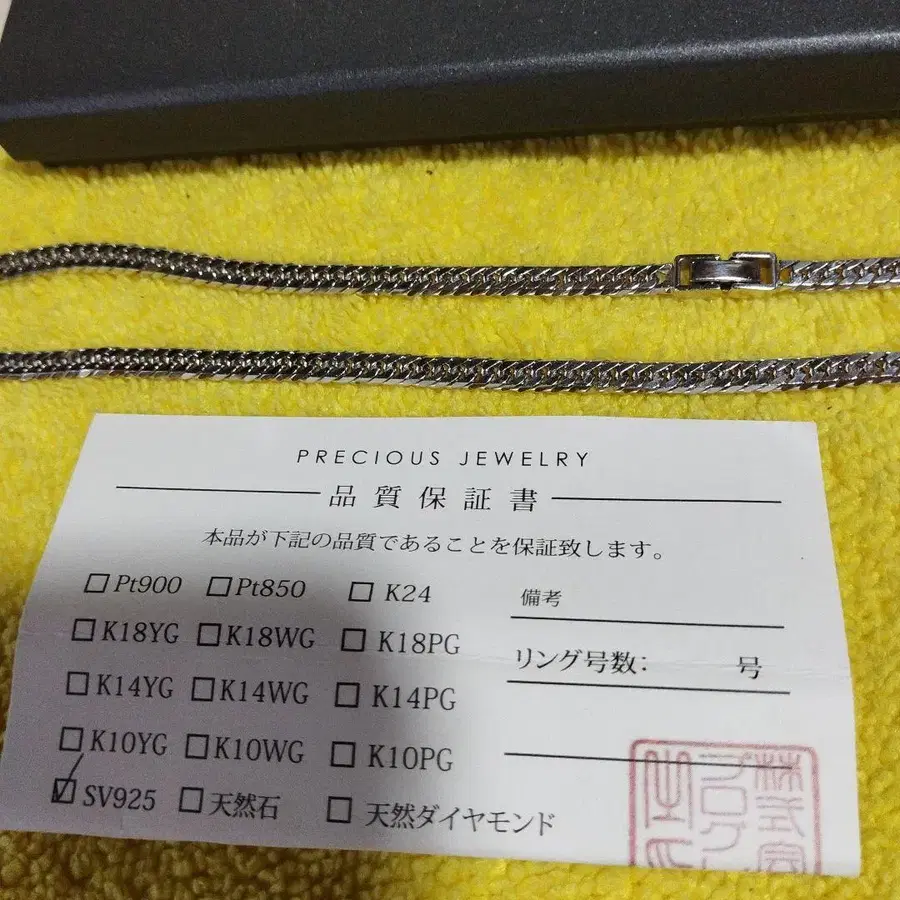 PRECIOUS JEWELRY
品質保証書
本品が下記の品質であることを保証致します。
□ Pt900 □ Pt850 □ K24
□ K18YG □ K18WG □ K18PG
□ K14YG □ K14WG □ K14PG
□ K10YG □ K10WG □ K10PG
☑ SV925 □ 天然石 □ 天然ダイヤモンド
備考
リング号数： 号
株式会